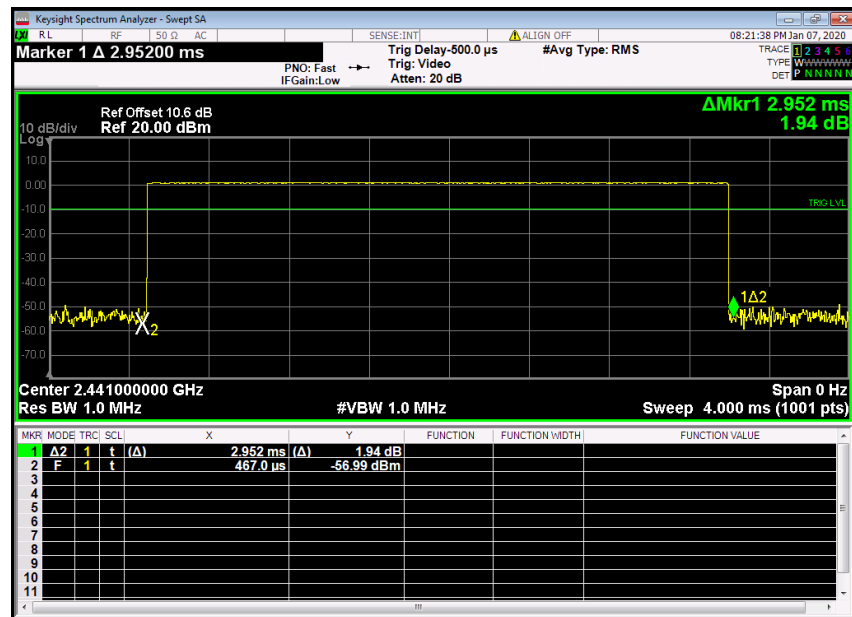 Keysight Spectrum Analyzer - Swept SA
LXI RL RF 50 Ω AC SENSE:INT ALIGN OFF 08:21:38 PM Jan 07, 2020
Marker 1 Δ 2.95200 ms
PNO: Fast
IFGain:Low
Trig Delay-500.0 µs
Trig: Video
Atten: 20 dB
#Avg Type: RMS
TRACE 1 2 3 4 5 6
TYPE WWWWWW
DET P N N N N N
ΔMkr1 2.952 ms
1.94 dB
Ref Offset 10.6 dB
10 dB/div Ref 20.00 dBm
Log
10.0
0.00
-10.0
TRIG LVL
-20.0
-30.0
-40.0
-50.0
1Δ2
-60.0
2
-70.0
Center 2.441000000 GHz Span 0 Hz
Res BW 1.0 MHz #VBW 1.0 MHz Sweep 4.000 ms (1001 pts)
MKR MODE TRC SCL X Y FUNCTION FUNCTION WIDTH FUNCTION VALUE
1 Δ2 1 t (Δ) 2.952 ms (Δ) 1.94 dB
2 F 1 t 467.0 µs -56.99 dBm
3
4
5
6
7
8
9
10
11